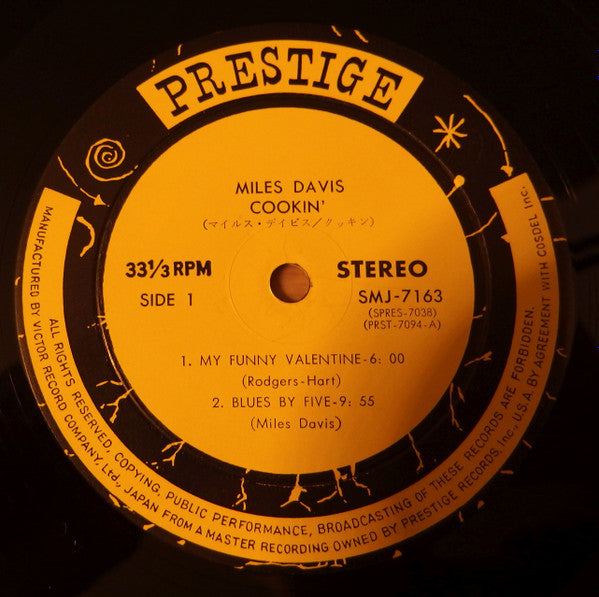 PRESTIGE
MILES DAVIS
COOKIN'
(マイルス・デイビス/クッキン)
33⅓ RPM
STEREO
SIDE 1
SMJ-7163
(SPRES-7038)
(PRST-7094-A)
1. MY FUNNY VALENTINE-6: 00
(Rodgers-Hart)
2. BLUES BY FIVE-9: 55
(Miles Davis)
ALL RIGHTS RESERVED, COPYING, PUBLIC PERFORMANCE, BROADCASTING OF THESE RECORDS ARE FORBIDDEN.
MANUFACTURED BY VICTOR RECORD COMPANY, Ltd., JAPAN FROM A MASTER RECORDING OWNED BY PRESTIGE RECORDS, Inc., U.S.A. BY AGREEMENT WITH COSDEL Inc.